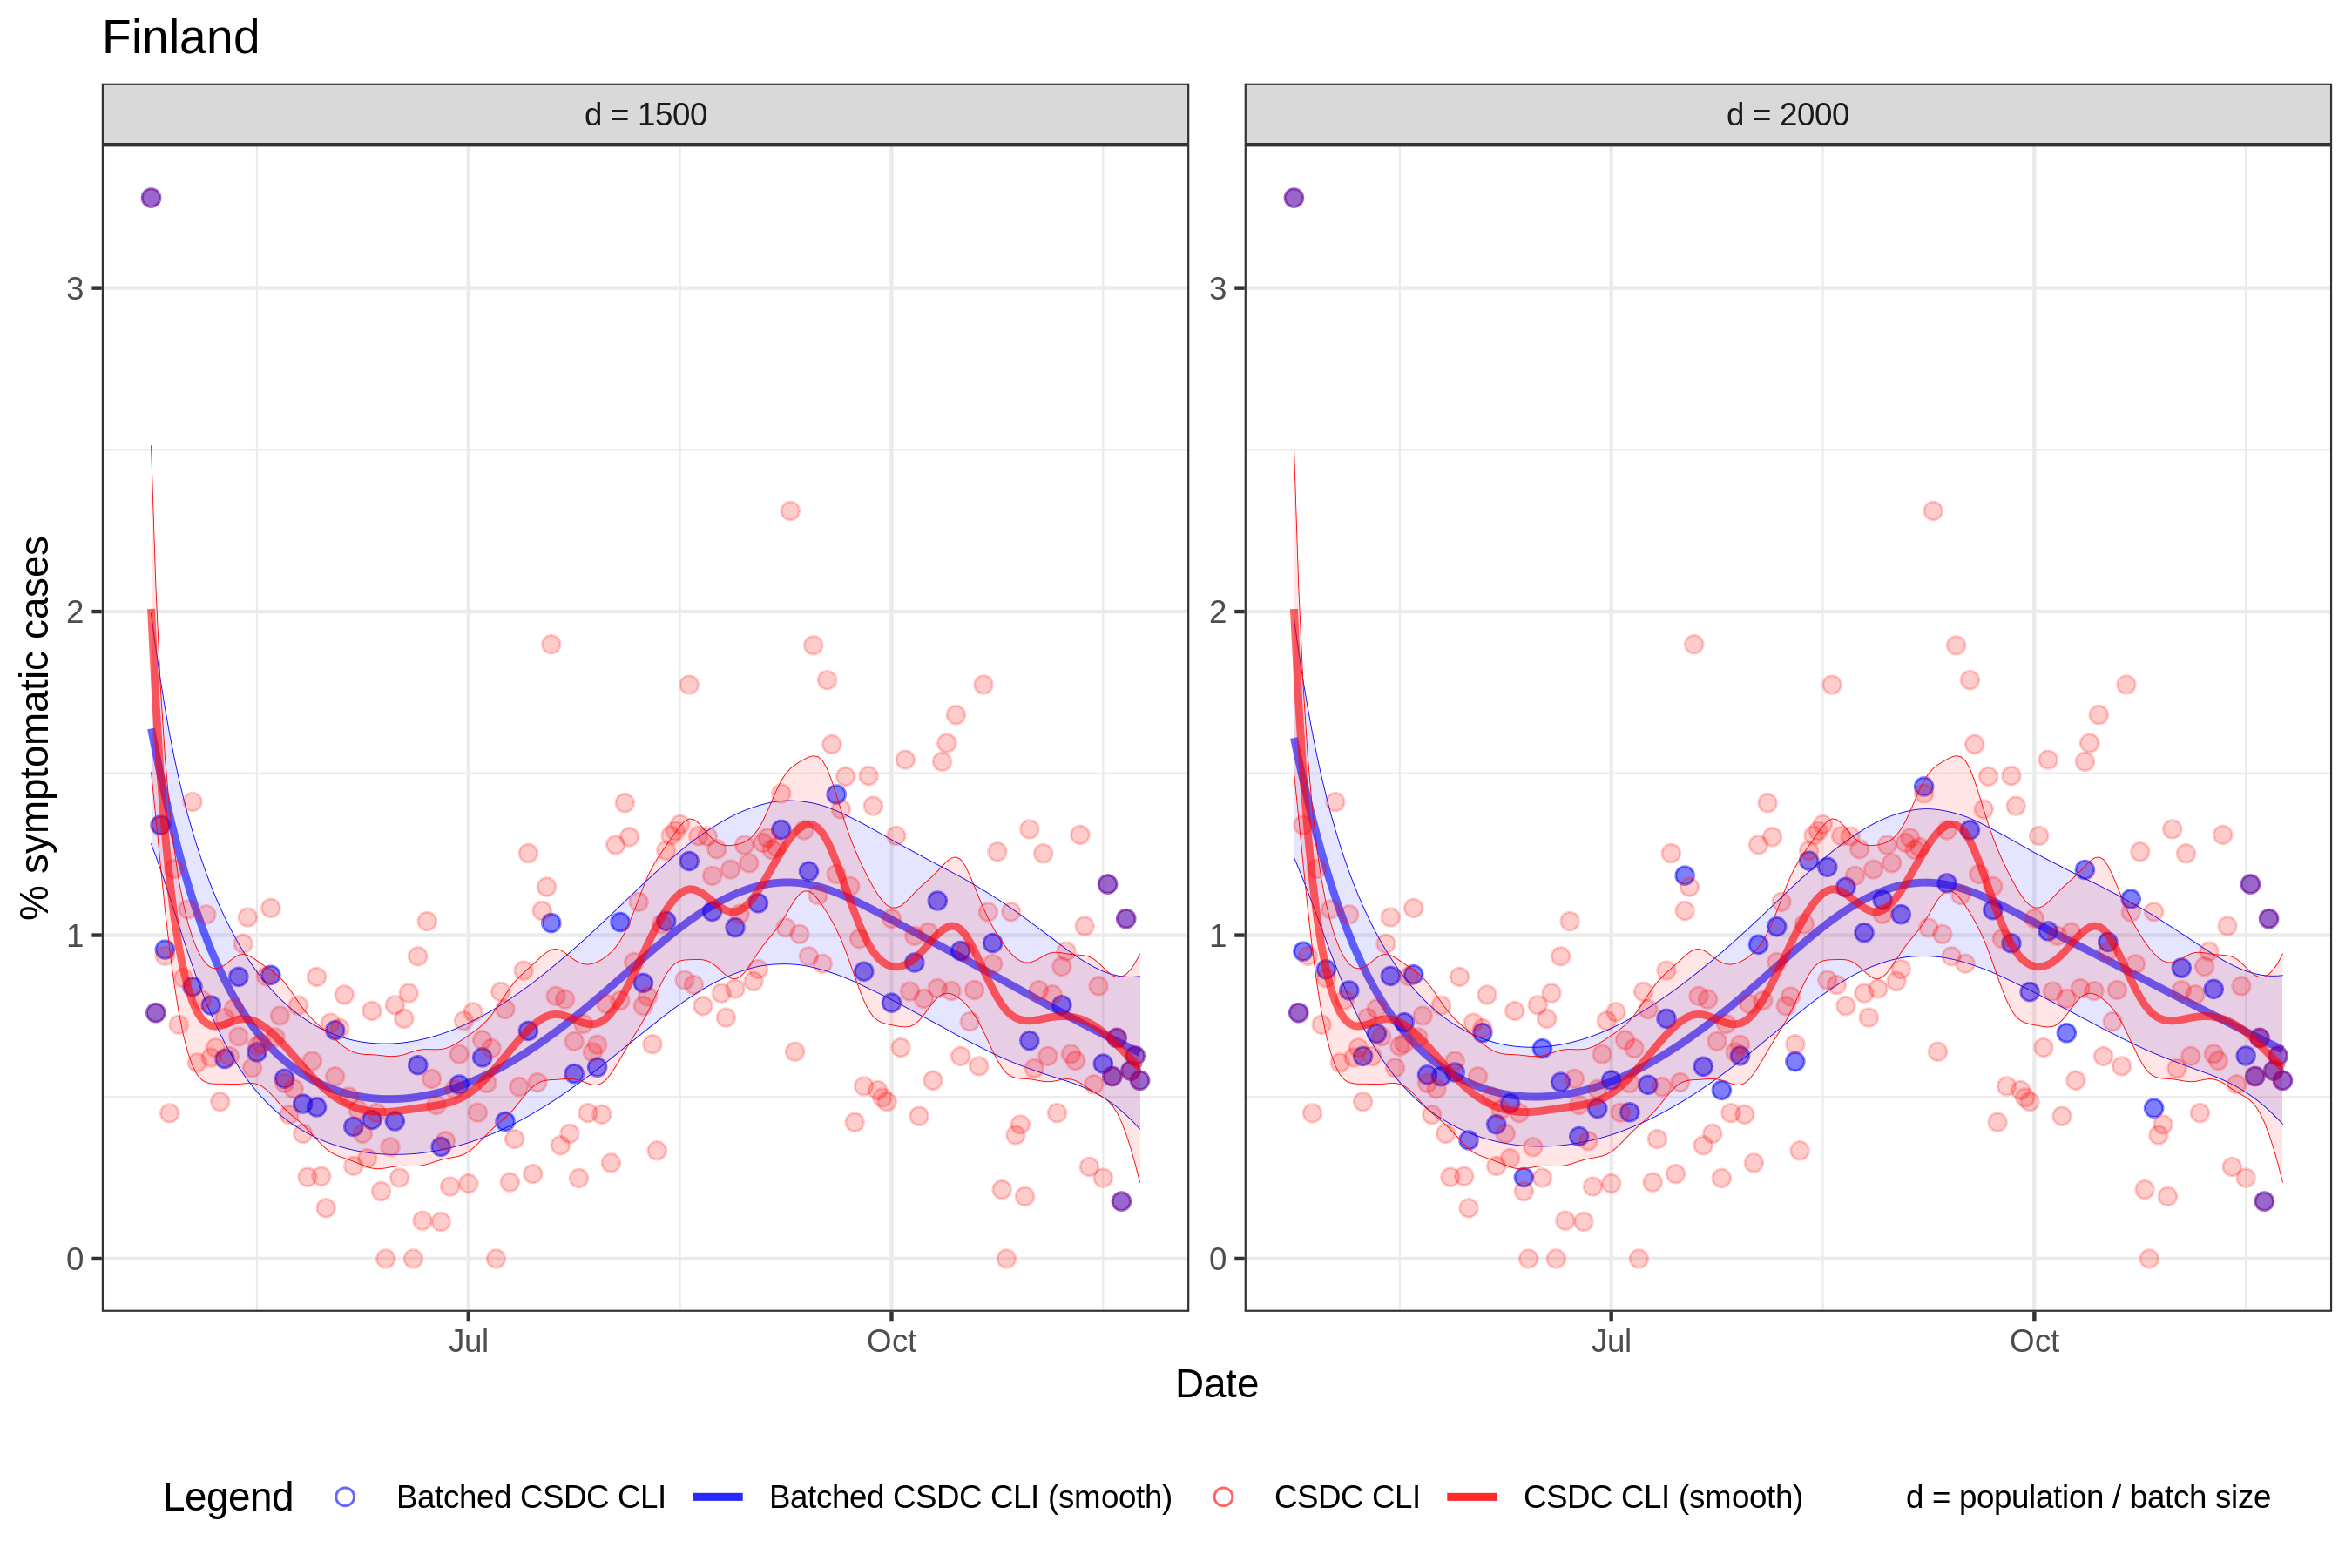 Finland
d = 1500
d = 2000
% symptomatic cases
3
2
1
0
3
2
1
0
Jul
Oct
Jul
Oct
Date
Legend
Batched CSDC CLI
Batched CSDC CLI (smooth)
CSDC CLI
CSDC CLI (smooth)
d = population / batch size